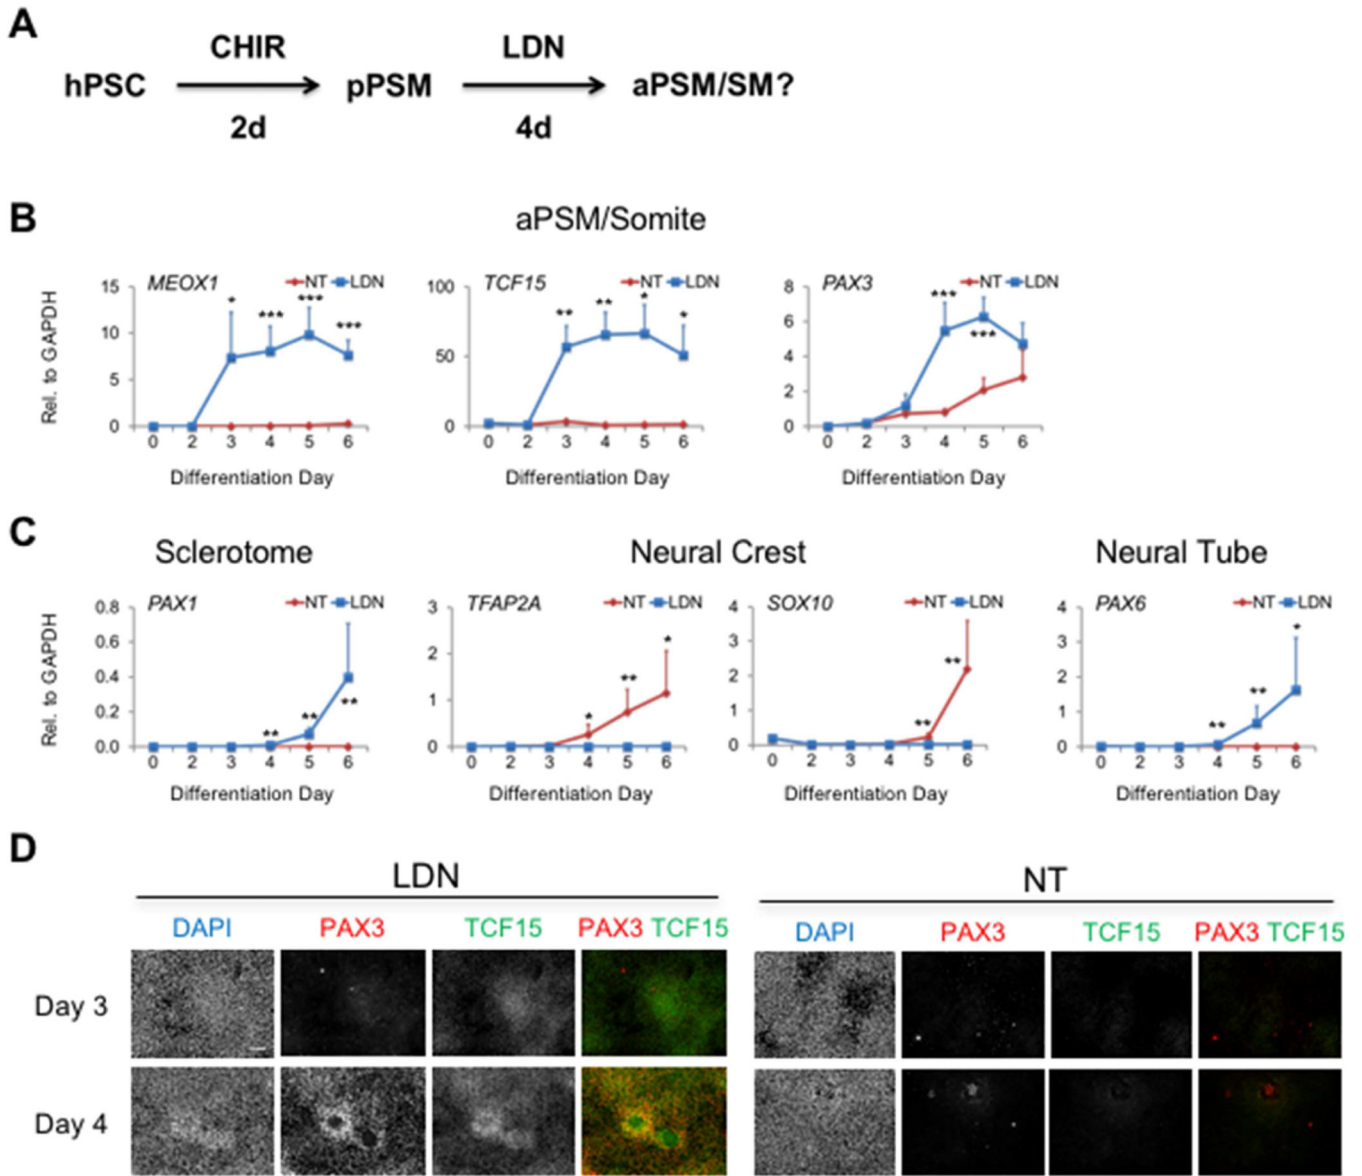 A
CHIR LDN
hPSC pPSM aPSM/SM?
2d 4d
B
aPSM/Somite
MEOX1 NT LDN TCF15 NT LDN PAX3 NT LDN
Rel. to GAPDH
15 100 8
* *** *** *** ** ** * * *** ***
10 6
50 4
5 2
0 0 0
0 2 3 4 5 6 0 2 3 4 5 6 0 2 3 4 5 6
Differentiation Day Differentiation Day Differentiation Day
C
Sclerotome Neural Crest Neural Tube
PAX1 NT LDN TFAP2A NT LDN SOX10 NT LDN PAX6 NT LDN
Rel. to GAPDH
0.8 3 4 4
0.6 3 3
2
0.4 2 2
1
0.2 1 1
** ** ** * ** * ** ** ** ** *
0.0 0 0 0
0 2 3 4 5 6 0 2 3 4 5 6 0 2 3 4 5 6 0 2 3 4 5 6
Differentiation Day Differentiation Day Differentiation Day Differentiation Day
D
LDN NT
DAPI PAX3 TCF15 PAX3 TCF15 DAPI PAX3 TCF15 PAX3 TCF15
Day 3
Day 4